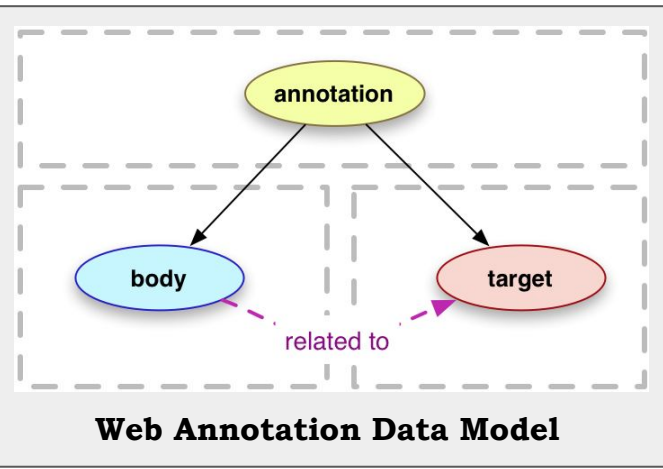 annotation
body
target
related to
Web Annotation Data Model